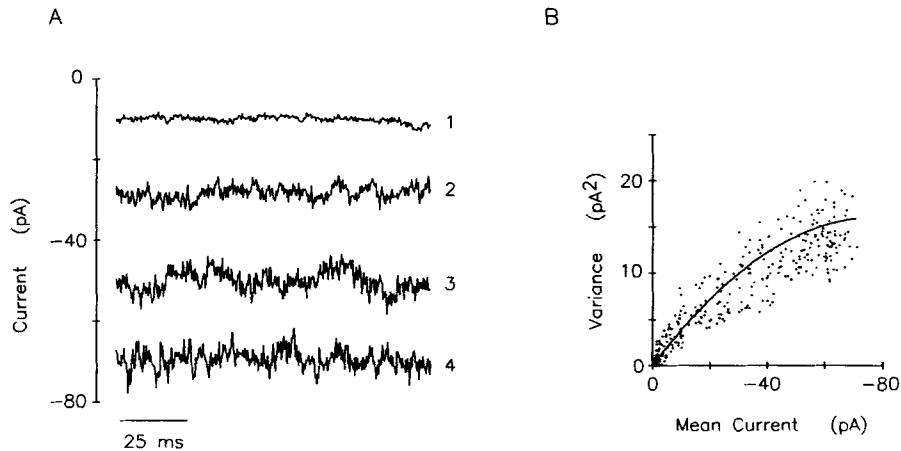 A
0
−40
−80
Current (pA)
1
2
3
4
25 ms
B
20
10
0
Variance (pA²)
0
−40
−80
Mean Current (pA)